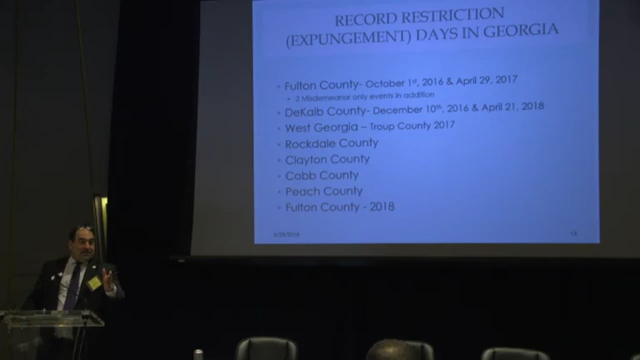 RECORD RESTRICTION
(EXPUNGEMENT) DAYS IN GEORGIA
• Fulton County- October 1st, 2016 & April 29, 2017
• 3 Misdemeanor only events in addition
• DeKalb County- December 10th, 2016 & April 21, 2018
• West Georgia – Troup County 2017
• Rockdale County
• Clayton County
• Cobb County
• Peach County
• Fulton County - 2018